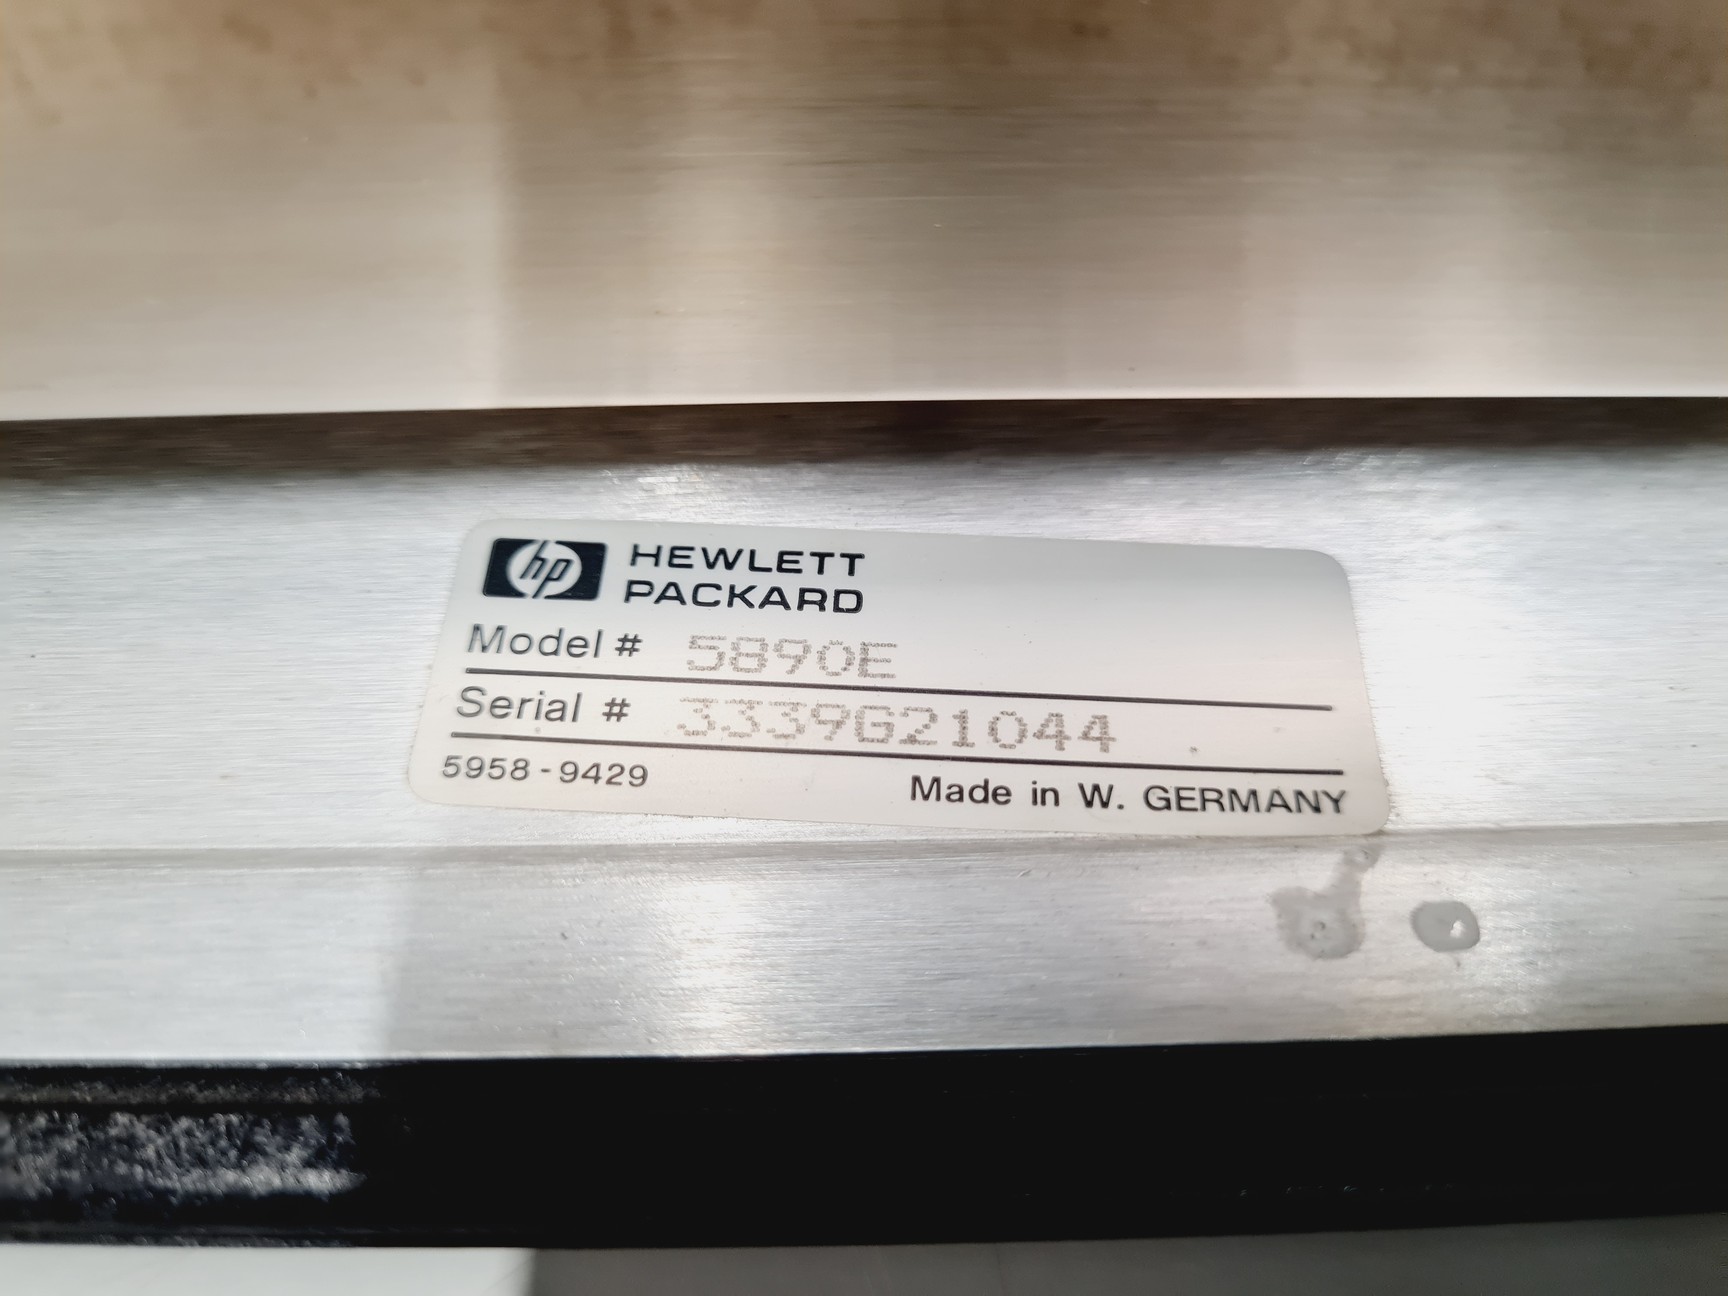 hp HEWLETT
PACKARD
Model # 5890E
Serial # 3339G21044
5958-9429 Made in W. GERMANY